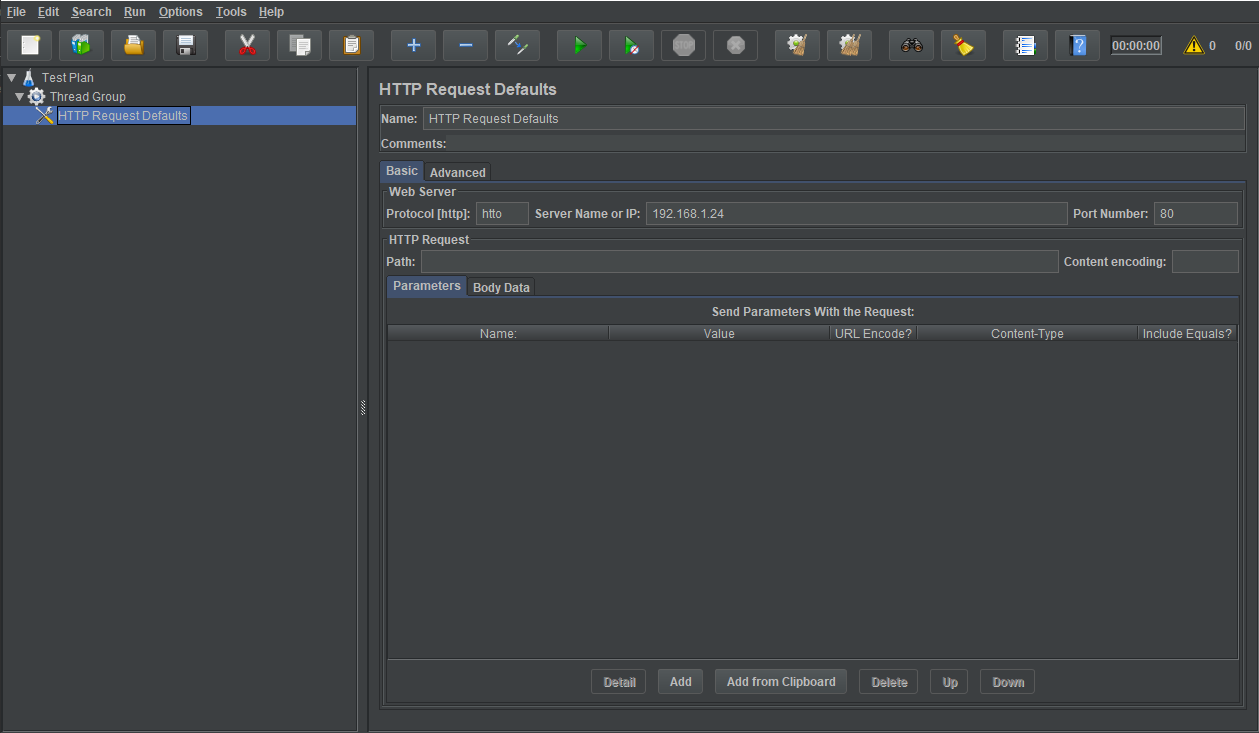 File Edit Search Run Options Tools Help
STOP
00:00:00 0 0/0
Test Plan
Thread Group
HTTP Request Defaults
HTTP Request Defaults
Name: HTTP Request Defaults
Comments:
Basic Advanced
Web Server
Protocol [http]: htto Server Name or IP: 192.168.1.24 Port Number: 80
HTTP Request
Path: Content encoding:
Parameters Body Data
Send Parameters With the Request:
Name: Value URL Encode? Content-Type Include Equals?
Detail Add Add from Clipboard Delete Up Down